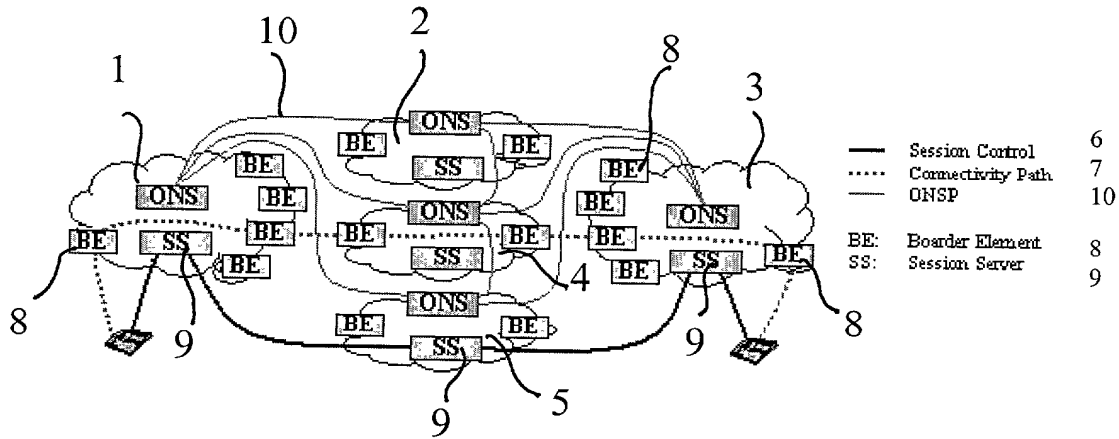 10
2
8
1
3
ONS
BE
BE
BE
SS
BE
BE
BE
ONS
ONS
ONS
BE
BE
BE
BE
BE
BE
SS
SS
BE
BE
SS
BE
4
ONS
BE
BE
SS
8
9
9
8
5
9
Session Control 6
Connectivity Path 7
ONSP 10
BE: Boarder Element 8
SS: Session Server 9